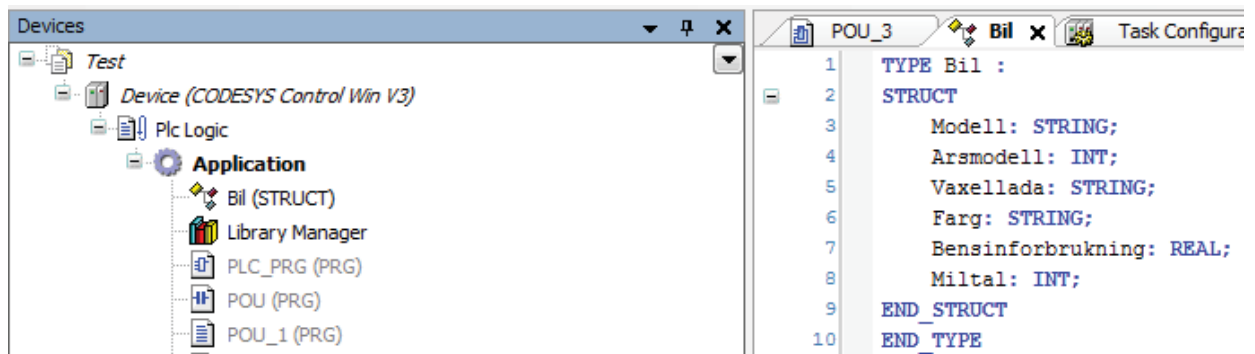 Devices
Test
Device (CODESYS Control Win V3)
Plc Logic
Application
Bil (STRUCT)
Library Manager
PLC_PRG (PRG)
POU (PRG)
POU_1 (PRG)
POU_3 Bil Task Configura
1 TYPE Bil :
2 STRUCT
3 Modell: STRING;
4 Arsmodell: INT;
5 Vaxellada: STRING;
6 Farg: STRING;
7 Bensinforbrukning: REAL;
8 Miltal: INT;
9 END_STRUCT
10 END_TYPE